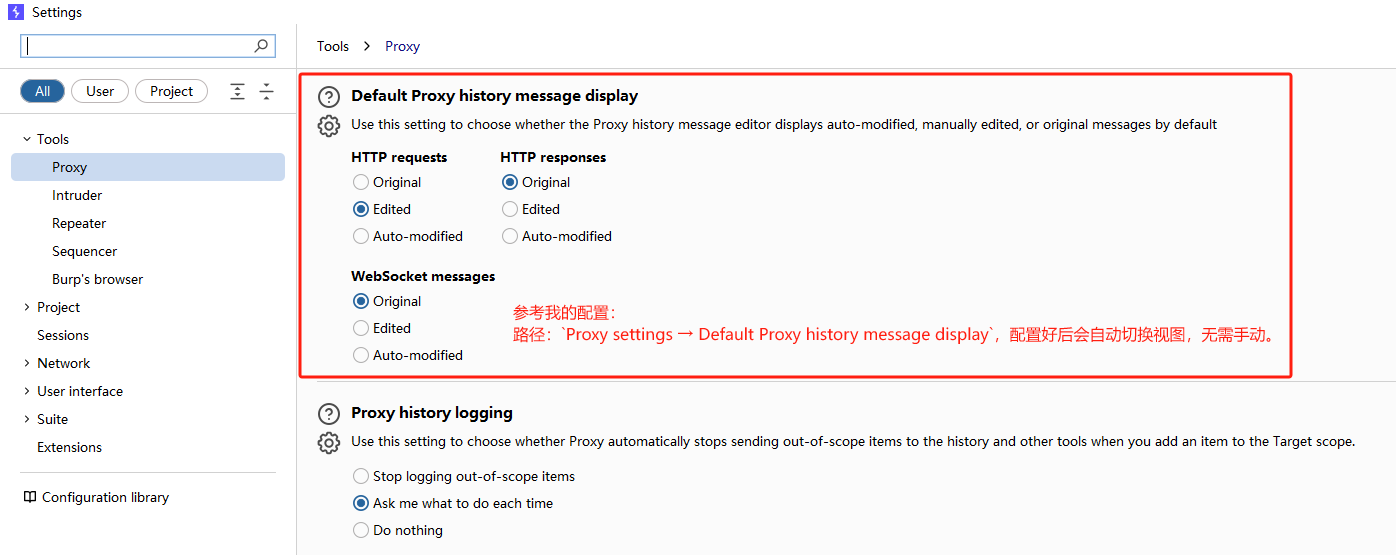 Settings
Tools > Proxy
All User Project
Tools
Proxy
Intruder
Repeater
Sequencer
Burp's browser
Project
Sessions
Network
User interface
Suite
Extensions
Configuration library
Default Proxy history message display
Use this setting to choose whether the Proxy history message editor displays auto-modified, manually edited, or original messages by default
HTTP requests HTTP responses
Original Original
Edited Edited
Auto-modified Auto-modified
WebSocket messages
Original
Edited
Auto-modified
参考我的配置：
路径：`Proxy settings → Default Proxy history message display`，配置好后会自动切换视图，无需手动。
Proxy history logging
Use this setting to choose whether Proxy automatically stops sending out-of-scope items to the history and other tools when you add an item to the Target scope.
Stop logging out-of-scope items
Ask me what to do each time
Do nothing